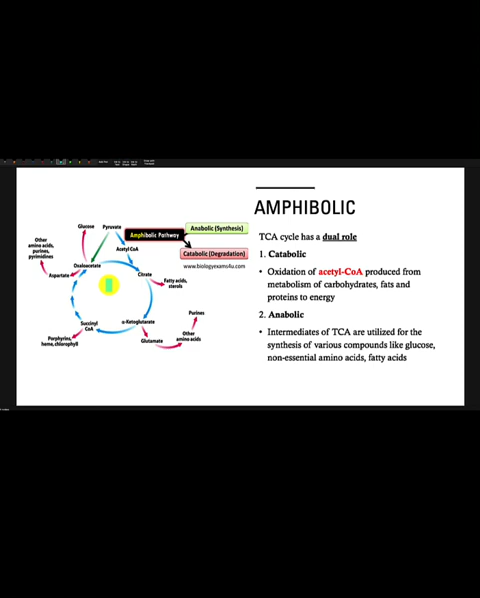 AMPHIBOLIC
TCA cycle has a dual role
1. Catabolic
• Oxidation of acetyl-CoA produced from
metabolism of carbohydrates, fats and
proteins to energy
2. Anabolic
• Intermediates of TCA are utilized for the
synthesis of various compounds like glucose,
non-essential amino acids, fatty acids
Amphibolic Pathway
Anabolic (Synthesis)
Catabolic (Degradation)
www.biologyexams4u.com
Glucose
Pyruvate
Acetyl CoA
Other
amino acids,
purines,
pyrimidines
Oxaloacetate
Aspartate
Citrate
Fatty acids,
sterols
Purines
α-Ketoglutarate
Succinyl
CoA
Other
amino acids
Glutamate
Porphyrins,
heme, chlorophyll